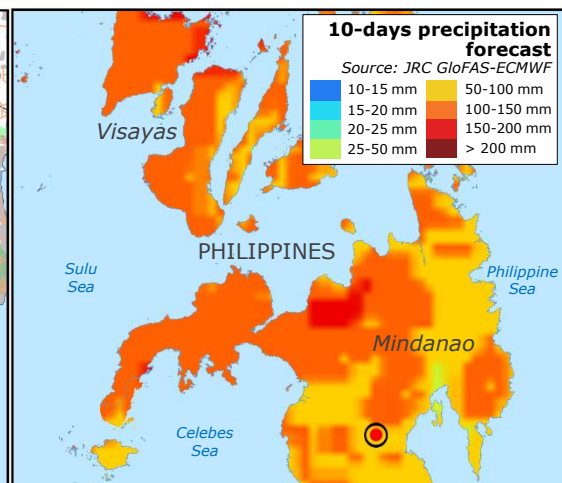 10-days precipitation
forecast
Source: JRC GloFAS-ECMWF
10-15 mm
15-20 mm
20-25 mm
25-50 mm
50-100 mm
100-150 mm
150-200 mm
> 200 mm
Visayas
PHILIPPINES
Sulu
Sea
Philippine
Sea
Mindanao
Celebes
Sea